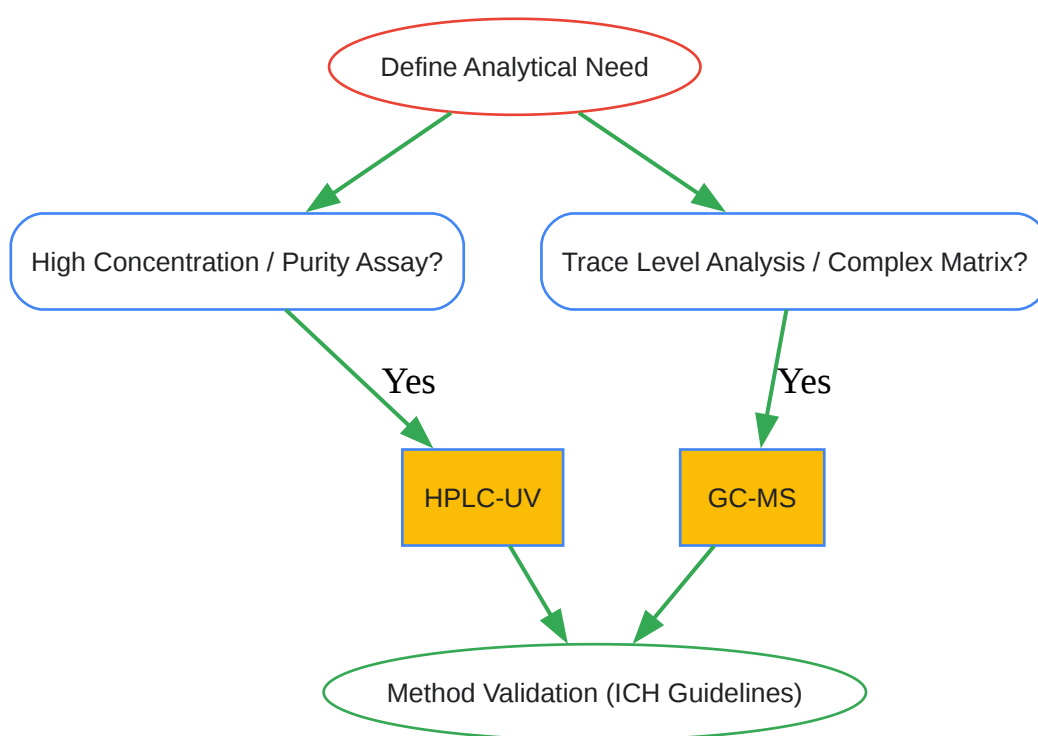 Define Analytical Need
High Concentration / Purity Assay?
Trace Level Analysis / Complex Matrix?
Yes
Yes
HPLC-UV
GC-MS
Method Validation (ICH Guidelines)